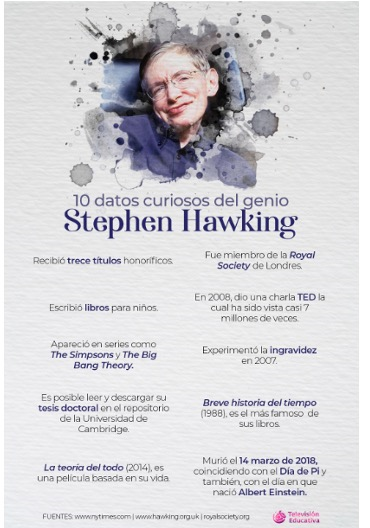 10 datos curiosos del genio
Stephen Hawking
Recibió trece títulos honoríficos.
Fue miembro de la Royal
Society de Londres.
Escribió libros para niños.
En 2008, dio una charla TED la
cual ha sido vista casi 7
millones de veces.
Apareció en series como
The Simpsons y The Big
Bang Theory.
Experimentó la ingravidez
en 2007.
Es posible leer y descargar su
tesis doctoral en el repositorio
de la Universidad de
Cambridge.
Breve historia del tiempo
(1988), es el más famoso de
sus libros.
La teoría del todo (2014), es
una película basada en su vida.
Murió el 14 marzo de 2018,
coincidiendo con el Día de Pi y
también, con el día en que
nació Albert Einstein.
FUENTES: www.nytimes.com | www.hawking.org.uk | royalsociety.org
Televisión
Educativa